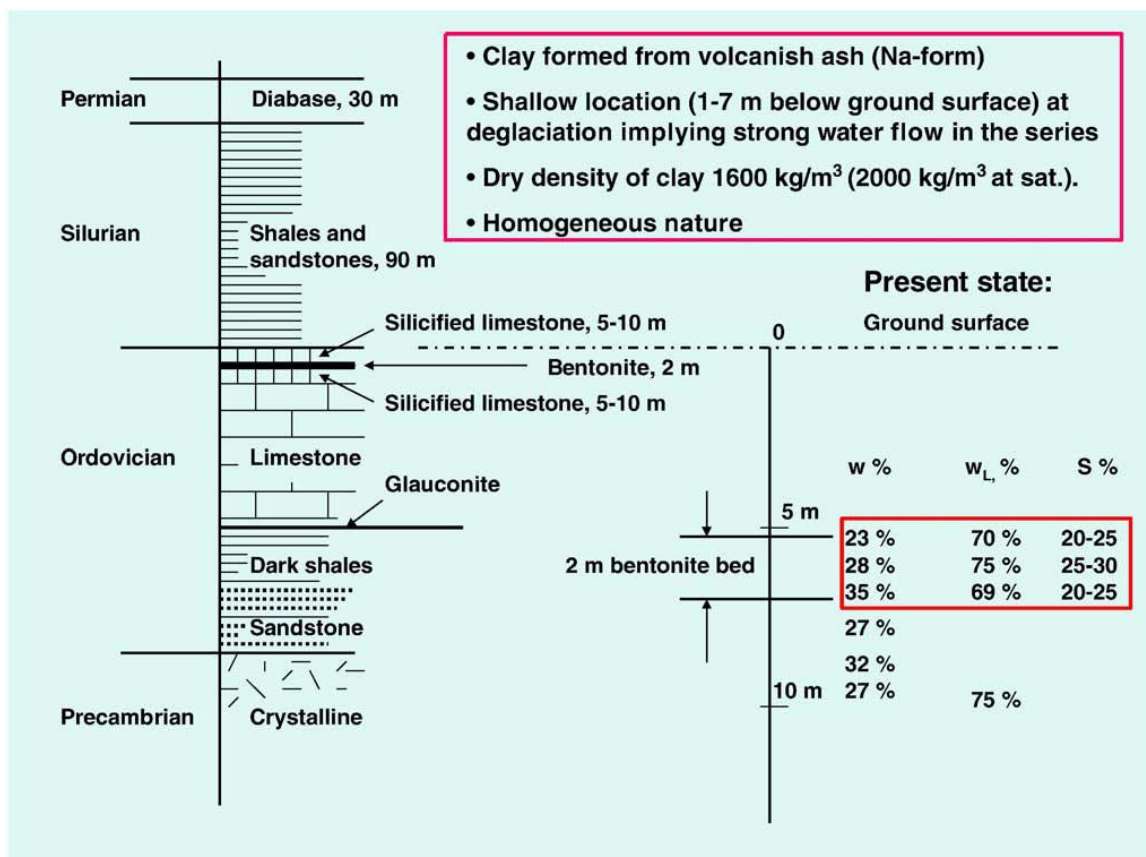 • Clay formed from volcanish ash (Na-form)
• Shallow location (1-7 m below ground surface) at
deglaciation implying strong water flow in the series
• Dry density of clay 1600 kg/m³ (2000 kg/m³ at sat.).
• Homogeneous nature
Permian
Diabase, 30 m
Silurian
Shales and
sandstones, 90 m
Silicified limestone, 5-10 m
Bentonite, 2 m
Silicified limestone, 5-10 m
Ordovician
Limestone
Glauconite
Dark shales
Sandstone
Precambrian
Crystalline
Present state:
0 Ground surface
w % w_L, % S %
5 m
2 m bentonite bed
23 % 70 % 20-25
28 % 75 % 25-30
35 % 69 % 20-25
27 %
32 %
10 m 27 % 75 %